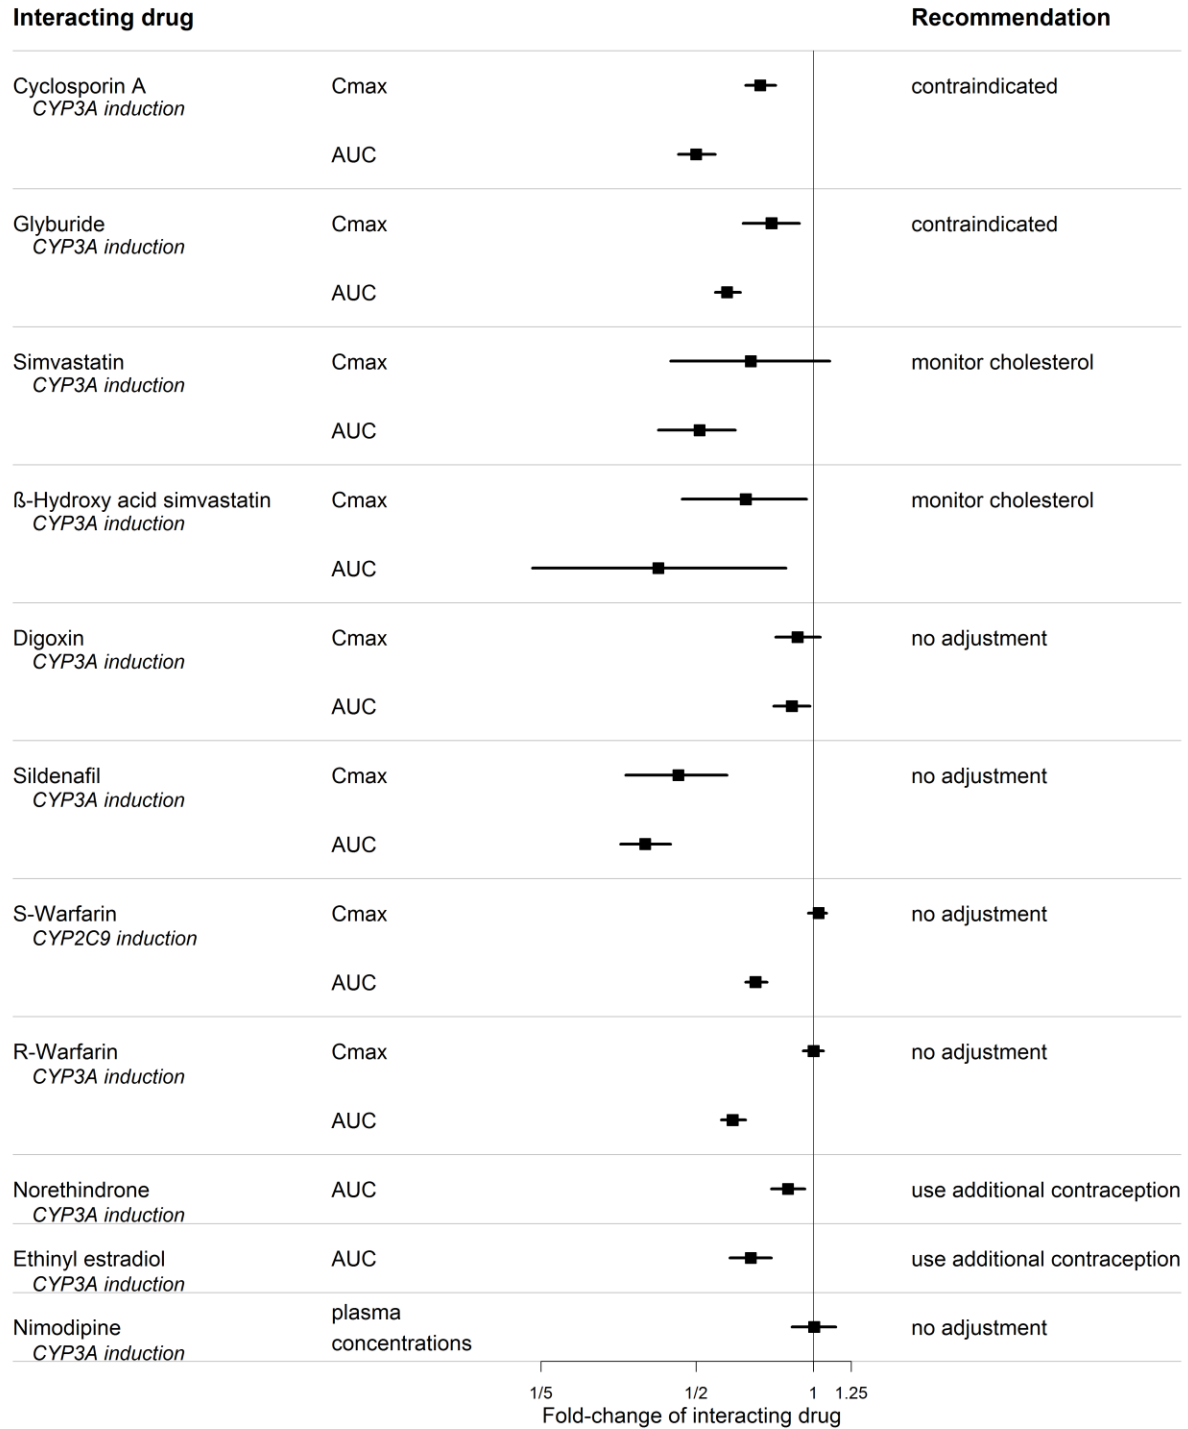 Interacting drug Recommendation
Cyclosporin A Cmax contraindicated
CYP3A induction
AUC
Glyburide Cmax contraindicated
CYP3A induction
AUC
Simvastatin Cmax monitor cholesterol
CYP3A induction
AUC
ß-Hydroxy acid simvastatin Cmax monitor cholesterol
CYP3A induction
AUC
Digoxin Cmax no adjustment
CYP3A induction
AUC
Sildenafil Cmax no adjustment
CYP3A induction
AUC
S-Warfarin Cmax no adjustment
CYP2C9 induction
AUC
R-Warfarin Cmax no adjustment
CYP3A induction
AUC
Norethindrone AUC use additional contraception
CYP3A induction
Ethinyl estradiol AUC use additional contraception
CYP3A induction
Nimodipine plasma concentrations no adjustment
CYP3A induction
1/5 1/2 1 1.25
Fold-change of interacting drug